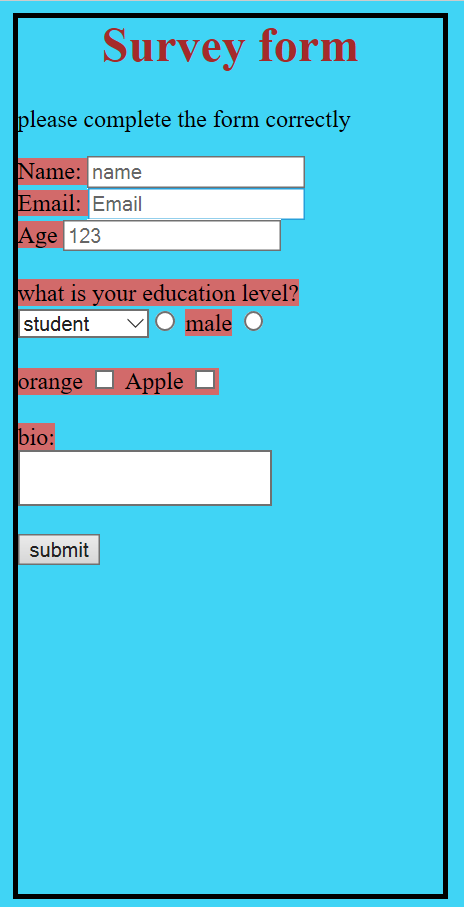 Survey form
please complete the form correctly
Name: name
Email: Email
Age 123
what is your education level?
student male
orange Apple
bio:
submit